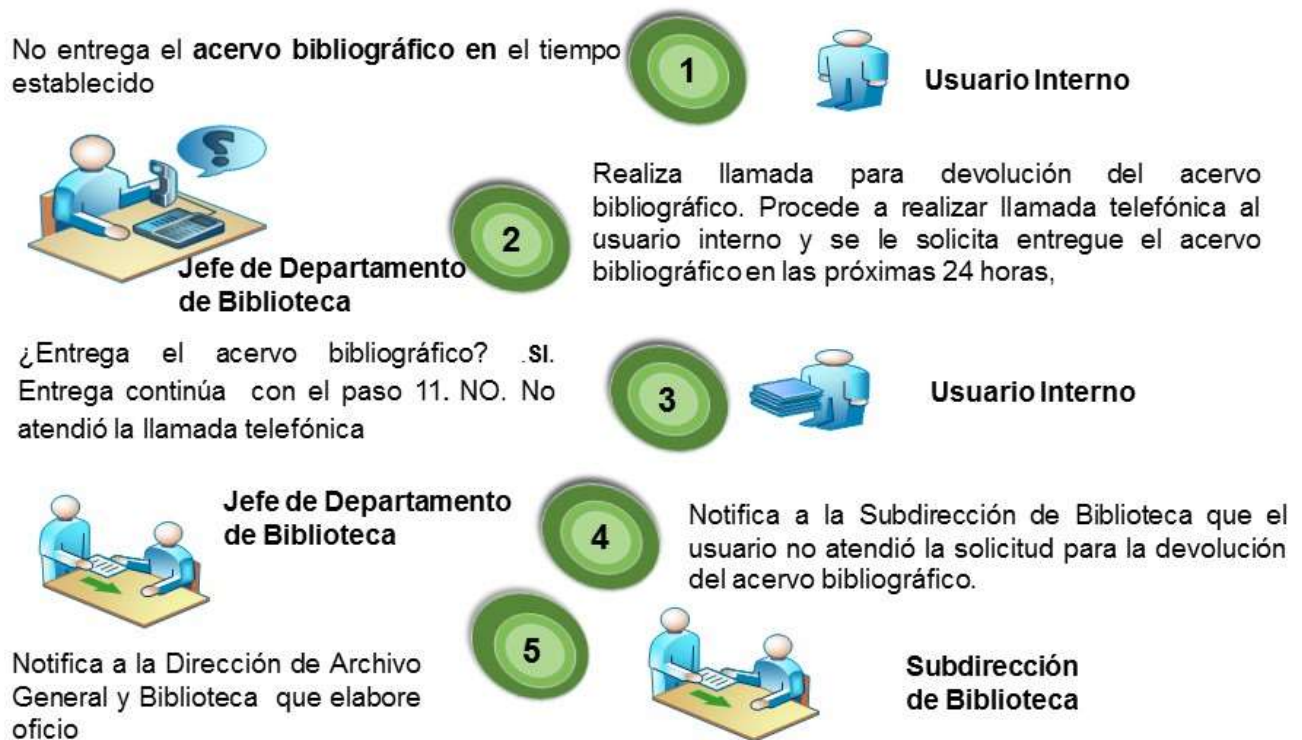 No entrega el acervo bibliográfico en el tiempo
establecido
1
Usuario Interno
Jefe de Departamento
de Biblioteca
2
Realiza llamada para devolución del acervo
bibliográfico. Procede a realizar llamada telefónica al
usuario interno y se le solicita entregue el acervo
bibliográfico en las próximas 24 horas,
¿Entrega el acervo bibliográfico? .SI.
Entrega continúa con el paso 11. NO. No
atendió la llamada telefónica
3
Usuario Interno
Jefe de Departamento
de Biblioteca
4
Notifica a la Subdirección de Biblioteca que el
usuario no atendió la solicitud para la devolución
del acervo bibliográfico.
Notifica a la Dirección de Archivo
General y Biblioteca que elabore
oficio
5
Subdirección
de Biblioteca